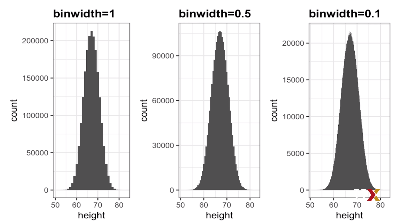 binwidth=1
200000
150000
100000
50000
0
50 60 70 80
height
count
binwidth=0.5
90000
60000
30000
0
50 60 70 80
height
count
binwidth=0.1
20000
15000
10000
5000
0
50 60 70 80
height
count